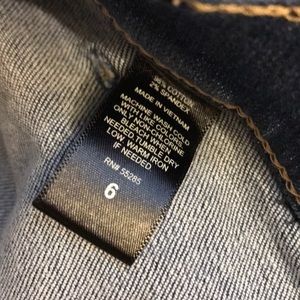 98% COTTON
2% SPANDEX
MADE IN VIETNAM
MACHINE WASH COLD
WITH LIKE COLORS
ONLY NON-CHLORINE
BLEACH WHEN
NEEDED TUMBLE DRY
LOW WARM IRON
IF NEEDED
RN# 55285
6